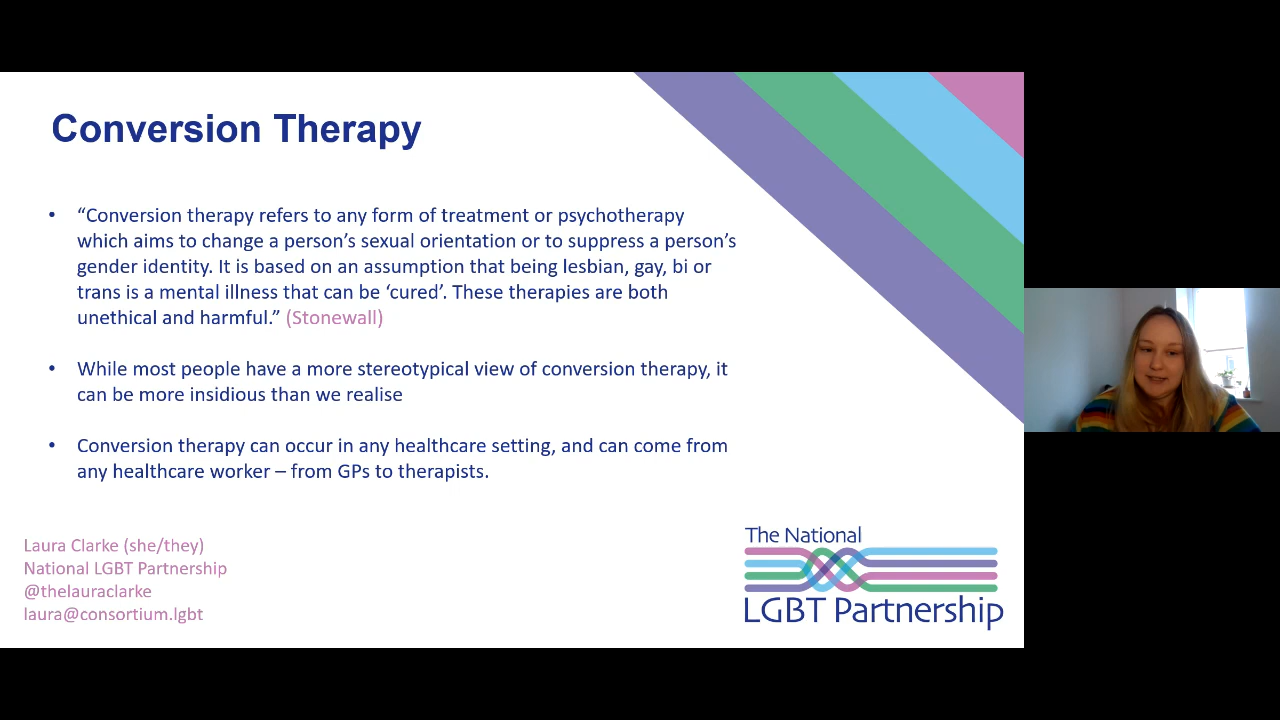 Conversion Therapy
• “Conversion therapy refers to any form of treatment or psychotherapy
which aims to change a person’s sexual orientation or to suppress a person’s
gender identity. It is based on an assumption that being lesbian, gay, bi or
trans is a mental illness that can be ‘cured’. These therapies are both
unethical and harmful.” (Stonewall)
• While most people have a more stereotypical view of conversion therapy, it
can be more insidious than we realise
• Conversion therapy can occur in any healthcare setting, and can come from
any healthcare worker – from GPs to therapists.
Laura Clarke (she/they)
National LGBT Partnership
@thelauraclarke
laura@consortium.lgbt
The National
LGBT Partnership